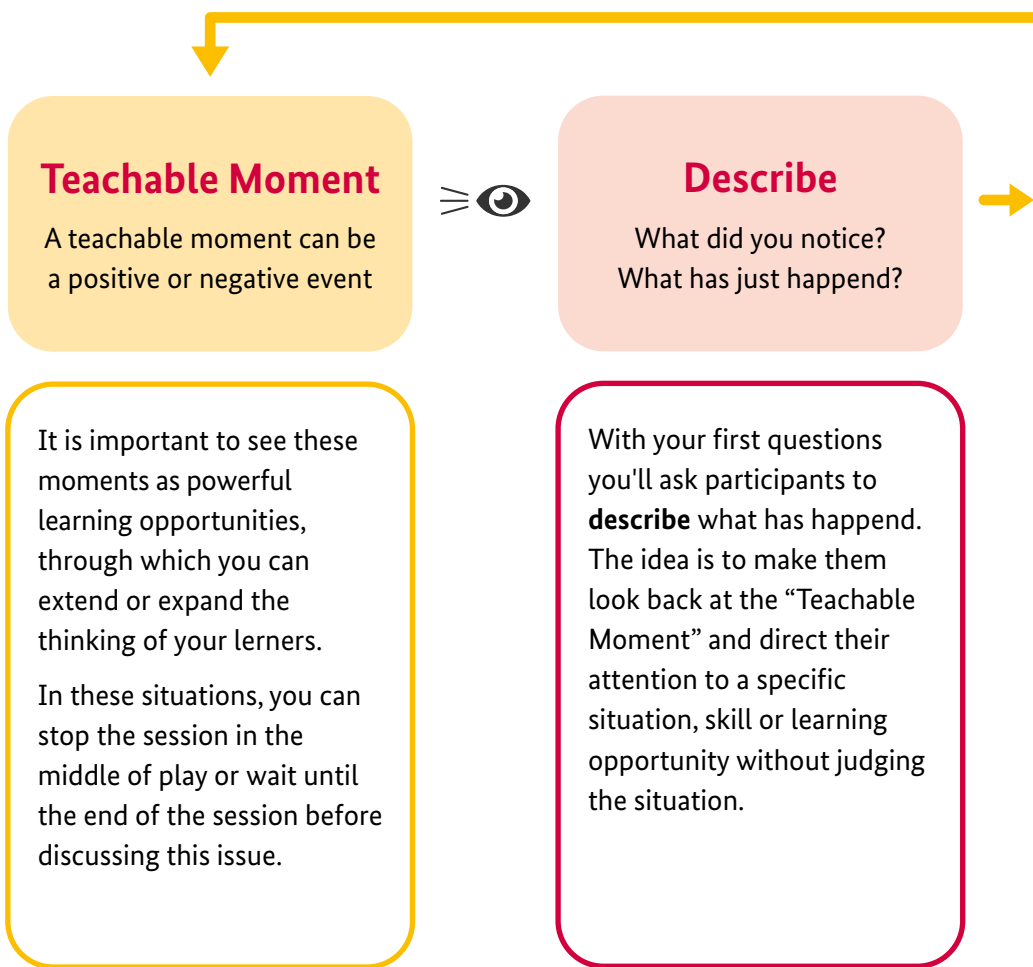 Teachable Moment
A teachable moment can be
a positive or negative event
Describe
What did you notice?
What has just happend?
It is important to see these
moments as powerful
learning opportunities,
through which you can
extend or expand the
thinking of your lerners.
In these situations, you can
stop the session in the
middle of play or wait until
the end of the session before
discussing this issue.
With your first questions
you'll ask participants to
describe what has happend.
The idea is to make them
look back at the “Teachable
Moment” and direct their
attention to a specific
situation, skill or learning
opportunity without judging
the situation.